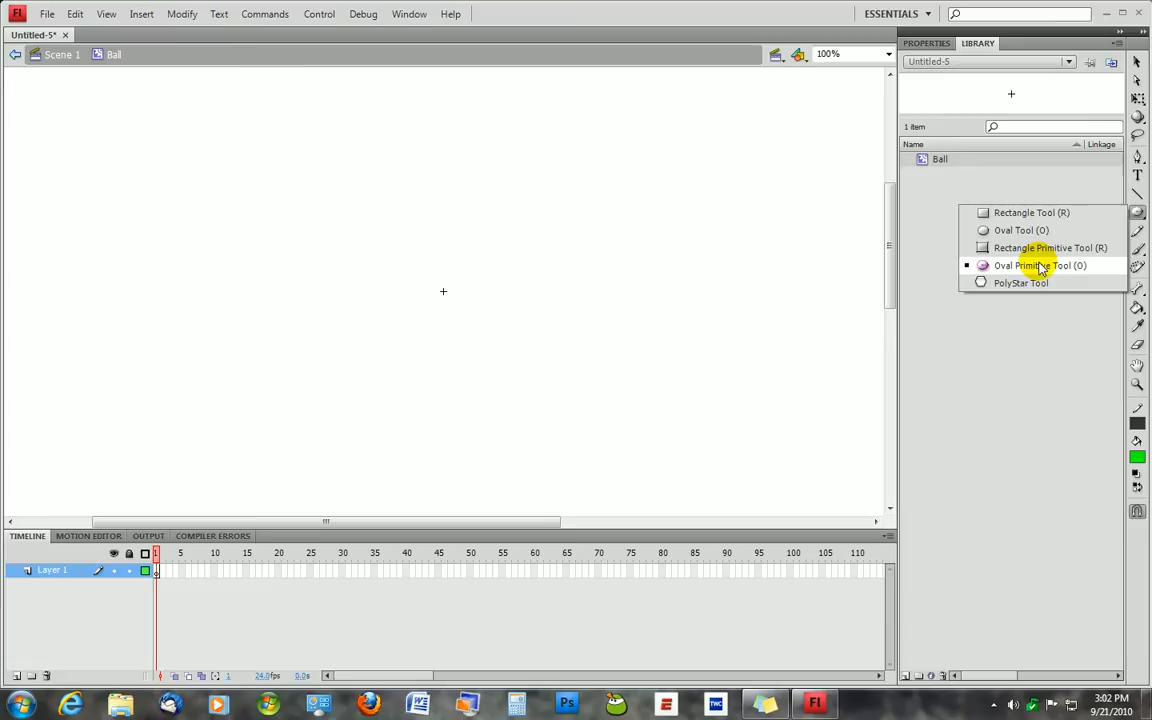 Fl File Edit View Insert Modify Text Commands Control Debug Window Help ESSENTIALS
Untitled-5*
Scene 1 Ball 100%
PROPERTIES LIBRARY
Untitled-5
1 item
Name Linkage
Ball
Rectangle Tool (R)
Oval Tool (O)
Rectangle Primitive Tool (R)
Oval Primitive Tool (O)
PolyStar Tool
T
TIMELINE MOTION EDITOR OUTPUT COMPILER ERRORS
1 5 10 15 20 25 30 35 40 45 50 55 60 65 70 75 80 85 90 95 100 105 110
Layer 1
1 24.0fps 0.0s
W Ps E TWC Fl
3:02 PM
9/21/2010